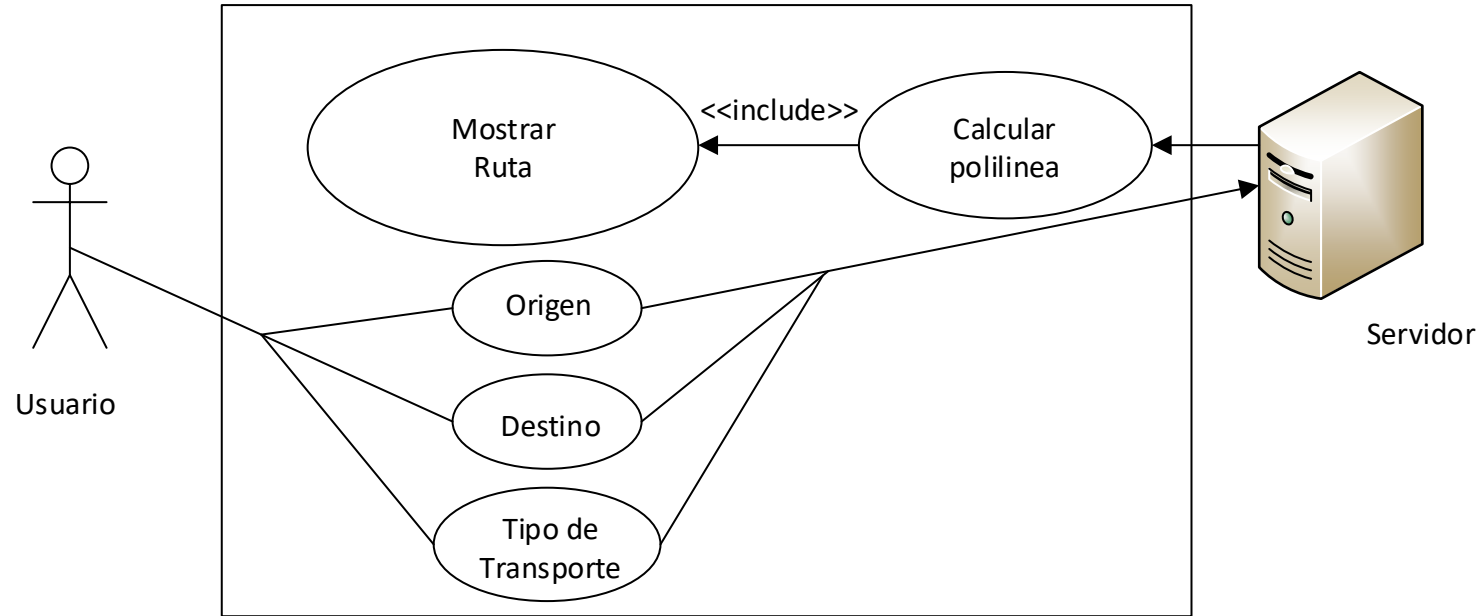 Mostrar
Ruta
<<include>>
Calcular
polilinea
Origen
Servidor
Usuario
Destino
Tipo de
Transporte